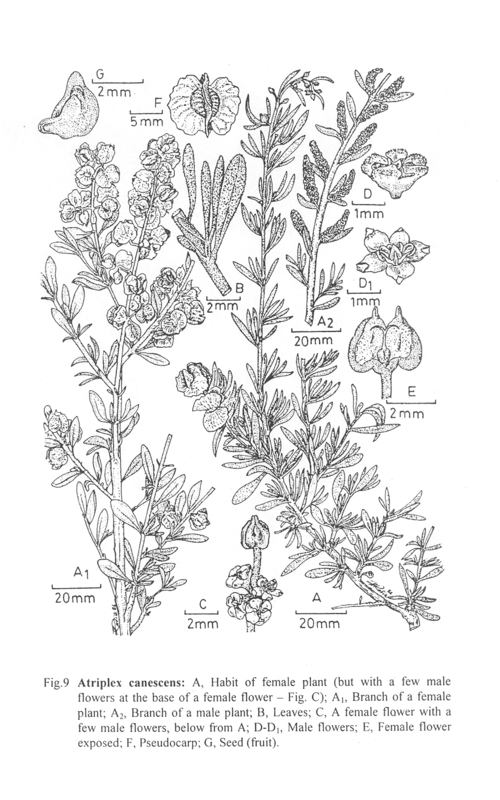 G
2mm
F
5mm
D
1mm
B
2mm
D1
1mm
A2
20mm
E
2mm
A1
20mm
C
2mm
A
20mm
Fig.9 Atriplex canescens: A, Habit of female plant (but with a few male
flowers at the base of a female flower – Fig. C); A1, Branch of a female
plant; A2, Branch of a male plant; B, Leaves; C, A female flower with a
few male flowers, below from A; D-D1, Male flowers; E, Female flower
exposed; F, Pseudocarp; G, Seed (fruit).